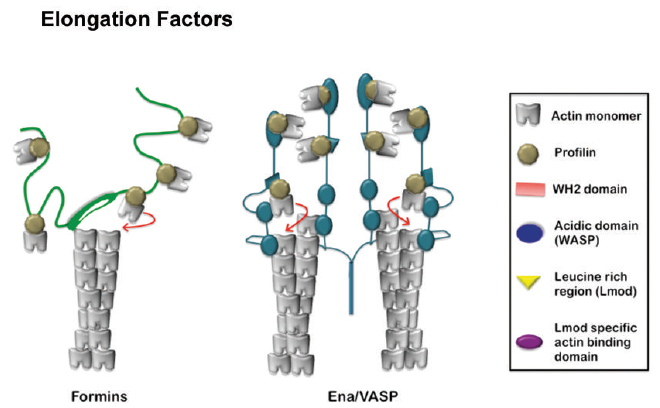 Elongation Factors
Actin monomer
Profilin
WH2 domain
Acidic domain
(WASP)
Leucine rich
region (Lmod)
Lmod specific
actin binding
domain
Formins
Ena/VASP